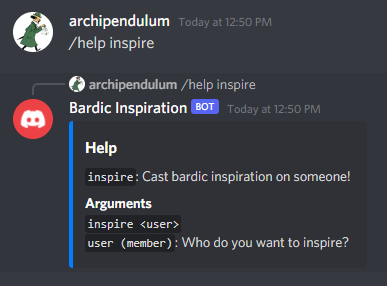 archipendulum Today at 12:50 PM
/help inspire
archipendulum /help inspire
Bardic Inspiration BOT Today at 12:50 PM
Help
inspire: Cast bardic inspiration on someone!
Arguments
inspire <user>
user (member): Who do you want to inspire?